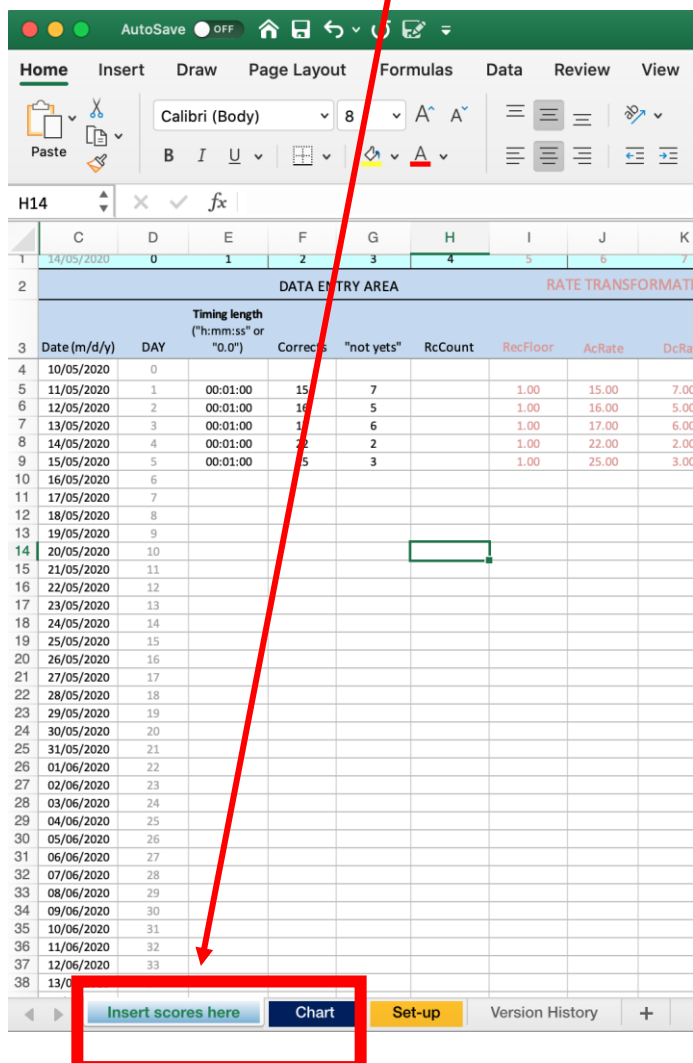 AutoSave OFF
Home Insert Draw Page Layout Formulas Data Review View
Calibri (Body) 8 A^ A˅
Paste B I U A
H14 fx
C D E F G H I J K
1 14/05/2020 0 1 2 3 4 5 6 7
2 DATA ENTRY AREA
Timing length
("h:mm:ss" or
3 Date (m/d/y) DAY "0.0") Corrects "not yets" RcCount RecFloor AcRate
4 10/05/2020 0
5 11/05/2020 1 00:01:00 15 7 1.00 15.00 7.00
6 12/05/2020 2 00:01:00 16 5 1.00 16.00 5.00
7 13/05/2020 3 00:01:00 6 1.00 17.00 6.00
8 14/05/2020 4 00:01:00 22 2 1.00 22.00 2.00
9 15/05/2020 5 00:01:00 3 1.00 25.00 3.00
10 16/05/2020 6
11 17/05/2020 7
12 18/05/2020 8
13 19/05/2020 9
14 20/05/2020 10
15 21/05/2020 11
16 22/05/2020 12
17 23/05/2020 13
18 24/05/2020 14
19 25/05/2020 15
20 26/05/2020 16
21 27/05/2020 17
22 28/05/2020 18
23 29/05/2020 19
24 30/05/2020 20
25 31/05/2020 21
26 01/06/2020 22
27 02/06/2020 23
28 03/06/2020 24
29 04/06/2020 25
30 05/06/2020 26
31 06/06/2020 27
32 07/06/2020 28
33 08/06/2020 29
34 09/06/2020 30
35 10/06/2020 31
36 11/06/2020 32
37 12/06/2020 33
38
Insert scores here Chart Set-up Version History +